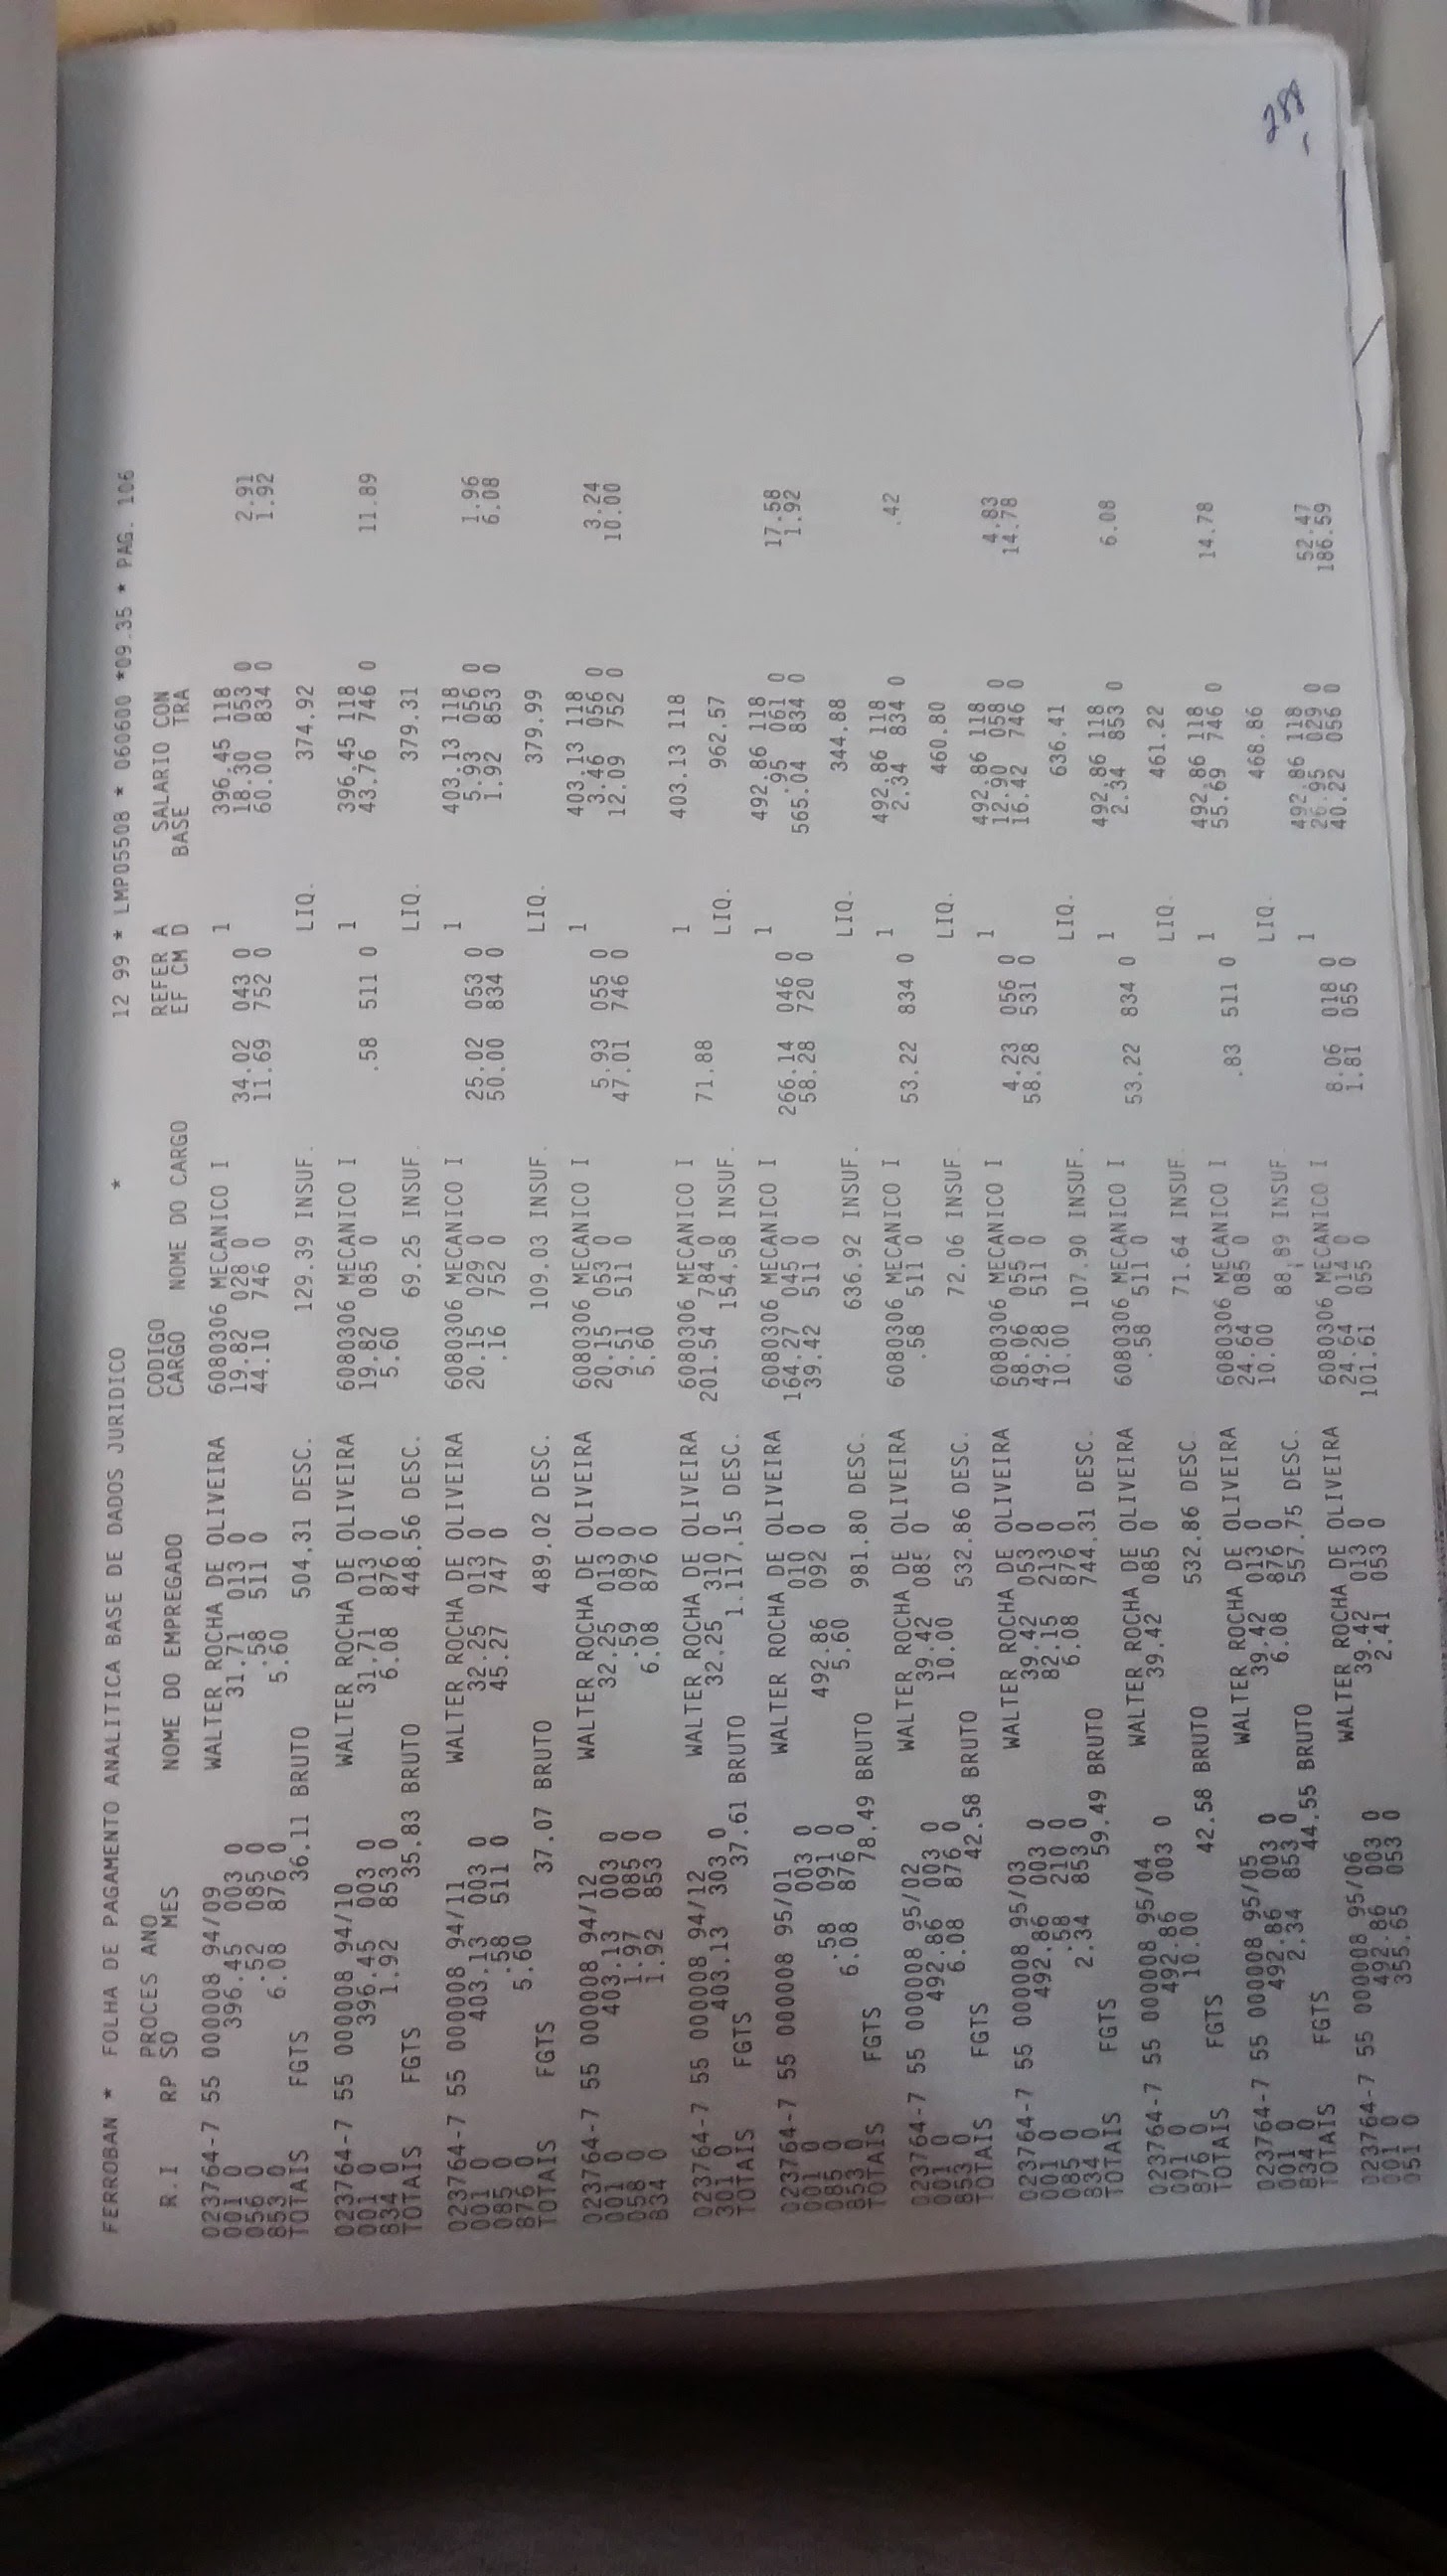 288
FERROBAN * FOLHA DE PAGAMENTO ANALITICA BASE DE DADOS JURIDICO * 12 99 * LMP05508 * 060600 *09.35 * PAG. 106
PROCES ANO CODIGO REFER A SALARIO CON
R.I RP SO MES NOME DO EMPREGADO CARGO NOME DO CARGO EF CM D BASE TRA
023764-7 55 000008 94/09 WALTER ROCHA DE OLIVEIRA 6080306 MECANICO I 1 396.45 118
001 0 396.45 003 0 31.71 013 0 19.82 028 0 34.02 043 0 18.30 053 0 2.91
056 0 .52 085 0 .58 511 0 44.10 746 0 11.69 752 0 60.00 834 0 1.92
853 0 6.08 876 0 5.60
TOTAIS FGTS 36.11 BRUTO 504.31 DESC. 129.39 INSUF. LIQ. 374.92
023764-7 55 000008 94/10 WALTER ROCHA DE OLIVEIRA 6080306 MECANICO I 1 396.45 118
001 0 396.45 003 0 31.71 013 0 19.82 085 0 .58 511 0 43.76 746 0 11.89
834 0 1.92 853 0 6.08 876 0 5.60
TOTAIS FGTS 35.83 BRUTO 448.56 DESC. 69.25 INSUF. LIQ. 379.31
023764-7 55 000008 94/11 WALTER ROCHA DE OLIVEIRA 6080306 MECANICO I 1 403.13 118
001 0 403.13 003 0 32.25 013 0 20.15 029 0 25.02 053 0 5.93 056 0 1.96
085 0 .58 511 0 45.27 747 0 .16 752 0 50.00 834 0 1.92 853 0 6.08
876 0 5.60
TOTAIS FGTS 37.07 BRUTO 489.02 DESC. 109.03 INSUF. LIQ. 379.99
023764-7 55 000008 94/12 WALTER ROCHA DE OLIVEIRA 6080306 MECANICO I 1 403.13 118
001 0 403.13 003 0 32.25 013 0 20.15 053 0 5.93 055 0 3.46 056 0 3.24
058 0 1.97 085 0 .59 089 0 9.51 511 0 47.01 746 0 12.09 752 0 10.00
834 0 1.92 853 0 6.08 876 0 5.60
023764-7 55 000008 94/12 WALTER ROCHA DE OLIVEIRA 6080306 MECANICO I 1 403.13 118
301 0 403.13 303 0 32.25 310 0 201.54 784 0 71.88
TOTAIS FGTS 37.61 BRUTO 1.117.15 DESC. 154.58 INSUF. LIQ. 962.57
023764-7 55 000008 95/01 WALTER ROCHA DE OLIVEIRA 6080306 MECANICO I 1 492.86 118
001 0 003 0 010 0 164.27 045 0 266.14 046 0 .95 061 0 17.58
085 0 .58 091 0 492.86 092 0 39.42 511 0 58.28 720 0 565.04 834 0 1.92
853 0 6.08 876 0 5.60
TOTAIS FGTS 78.49 BRUTO 981.80 DESC. 636.92 INSUF. LIQ. 344.88
023764-7 55 000008 95/02 WALTER ROCHA DE OLIVEIRA 6080306 MECANICO I 1 492.86 118
001 0 492.86 003 0 39.42 085 0 .58 511 0 53.22 834 0 2.34 834 0 .42
853 0 6.08 876 0 10.00
TOTAIS FGTS 42.58 BRUTO 532.86 DESC. 72.06 INSUF. LIQ. 460.80
023764-7 55 000008 95/03 WALTER ROCHA DE OLIVEIRA 6080306 MECANICO I 1 492.86 118
001 0 492.86 003 0 39.42 053 0 58.06 055 0 4.23 056 0 12.90 058 0 4.83
085 0 .58 210 0 82.15 213 0 49.28 511 0 58.28 531 0 16.42 746 0 14.78
834 0 2.34 853 0 6.08 876 0 10.00
TOTAIS FGTS 59.49 BRUTO 744.31 DESC. 107.90 INSUF. LIQ. 636.41
023764-7 55 000008 95/04 WALTER ROCHA DE OLIVEIRA 6080306 MECANICO I 1 492.86 118
001 0 492.86 003 0 39.42 085 0 .58 511 0 53.22 834 0 2.34 853 0 6.08
876 0 10.00
TOTAIS FGTS 42.58 BRUTO 532.86 DESC 71.64 INSUF. LIQ. 461.22
023764-7 55 000008 95/05 WALTER ROCHA DE OLIVEIRA 6080306 MECANICO I 1 492.86 118
001 0 492.86 003 0 39.42 013 0 24.64 085 0 .83 511 0 55.69 746 0 14.78
834 0 2.34 853 0 6.08 876 0 10.00
TOTAIS FGTS 44.55 BRUTO 557.75 DESC. 88.89 INSUF. LIQ. 468.86
023764-7 55 000008 95/06 WALTER ROCHA DE OLIVEIRA 6080306 MECANICO I 1 492.86 118
001 0 492.86 003 0 39.42 013 0 24.64 014 0 8.06 018 0 26.95 029 0 52.47
051 0 355.65 053 0 2.41 053 0 101.61 055 0 1.81 055 0 40.22 056 0 186.59